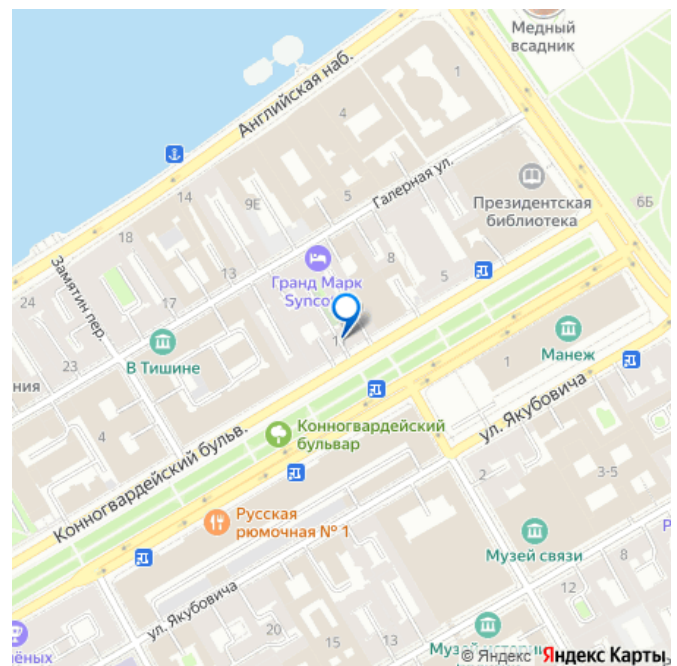 Медный
всадник
Английская наб.
1
4
Галерная ул.
Президентская
библиотека
6Б
14
9Е
5
18
13
8
Гранд Марк
5
24
Замятин пер.
17
23
В Тишине
Манеж
1
ния
4
Конногвардейский бульв.
Конногвардейский
бульвар
ул. Якубовича
2
3-5
Русская
рюмочная № 1
Музей связи
8
12
ул. Якубовича
20
15
13
© Яндекс Яндекс Карты